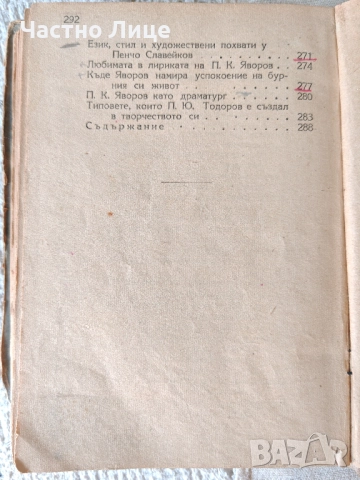 292
Частно Лице
Език, стил и художествени похвати у
Пенчо Славейков . . . . . . . 271
Любимата в лириката на П. К. Яворов . . 274
Къде Яворов намира успокоение на бур-
ния си живот . . . . . . . . 277
П. К. Яворов като драматург . . . . . 280
Типовете, които П. Ю. Тодоров е създал
в творчеството си . . . . . . . 283
Съдържание . . . . . . . . . 288
BAZAR